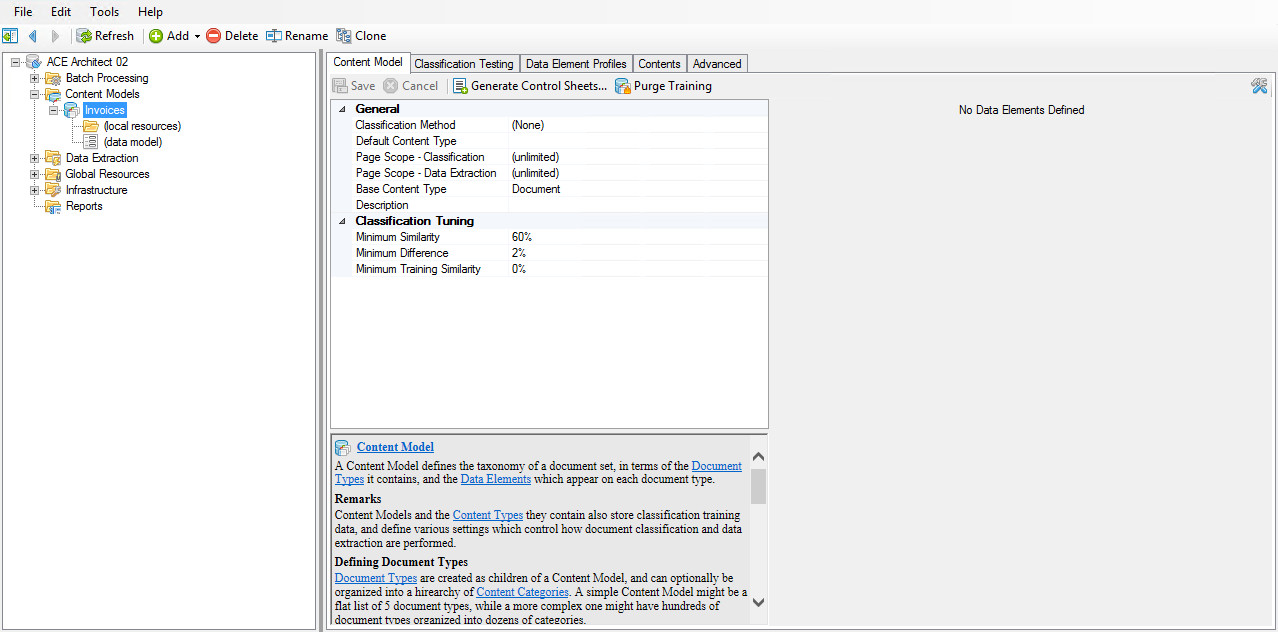 File Edit Tools Help
Refresh Add Delete Rename Clone
ACE Architect 02
Batch Processing
Content Models
Invoices
(local resources)
(data model)
Data Extraction
Global Resources
Infrastructure
Reports
Content Model Classification Testing Data Element Profiles Contents Advanced
Save Cancel Generate Control Sheets... Purge Training
General
Classification Method (None)
Default Content Type
Page Scope - Classification (unlimited)
Page Scope - Data Extraction (unlimited)
Base Content Type Document
Description
Classification Tuning
Minimum Similarity 60%
Minimum Difference 2%
Minimum Training Similarity 0%
Content Model
A Content Model defines the taxonomy of a document set, in terms of the Document
Types it contains, and the Data Elements which appear on each document type.
Remarks
Content Models and the Content Types they contain also store classification training
data, and define various settings which control how document classification and data
extraction are performed.
Defining Document Types
Document Types are created as children of a Content Model, and can optionally be
organized into a hirearchy of Content Categories. A simple Content Model might be a
flat list of 5 document types, while a more complex one might have hundreds of
document types organized into dozens of categories.
No Data Elements Defined